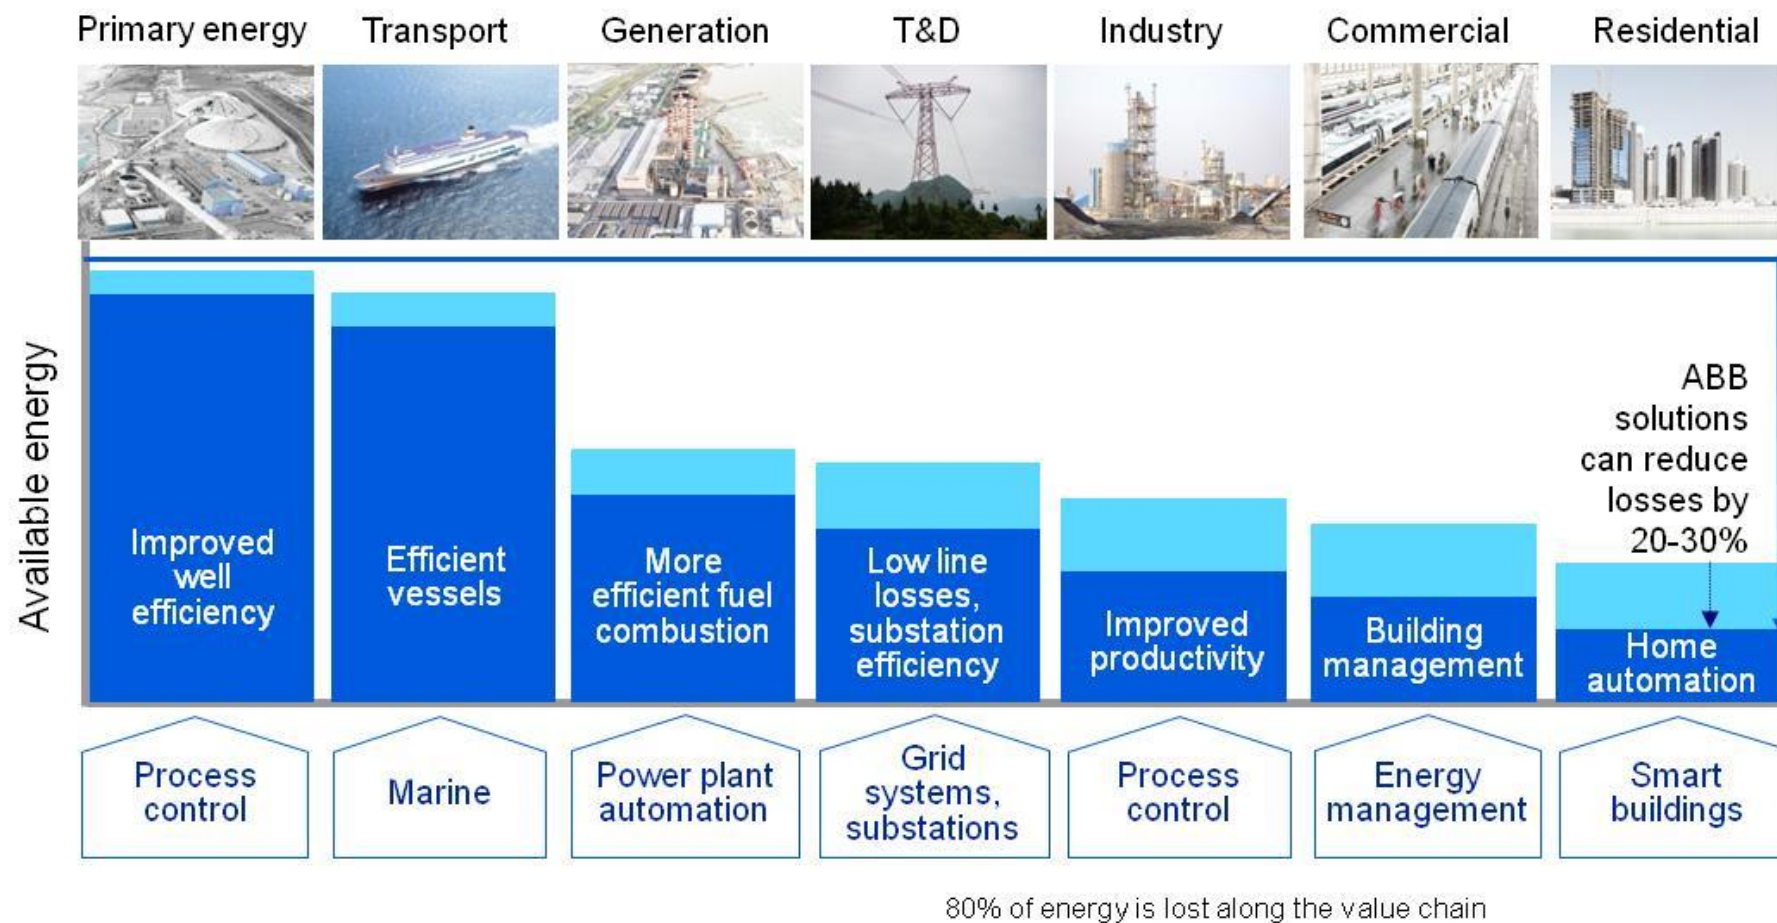 Primary energy
Transport
Generation
T&D
Industry
Commercial
Residential
Available energy
ABB
solutions
can reduce
losses by
20-30%
Improved
well
efficiency
Efficient
vessels
More
efficient fuel
combustion
Low line
losses,
substation
efficiency
Improved
productivity
Building
management
Home
automation
Process
control
Marine
Power plant
automation
Grid
systems,
substations
Process
control
Energy
management
Smart
buildings
80% of energy is lost along the value chain